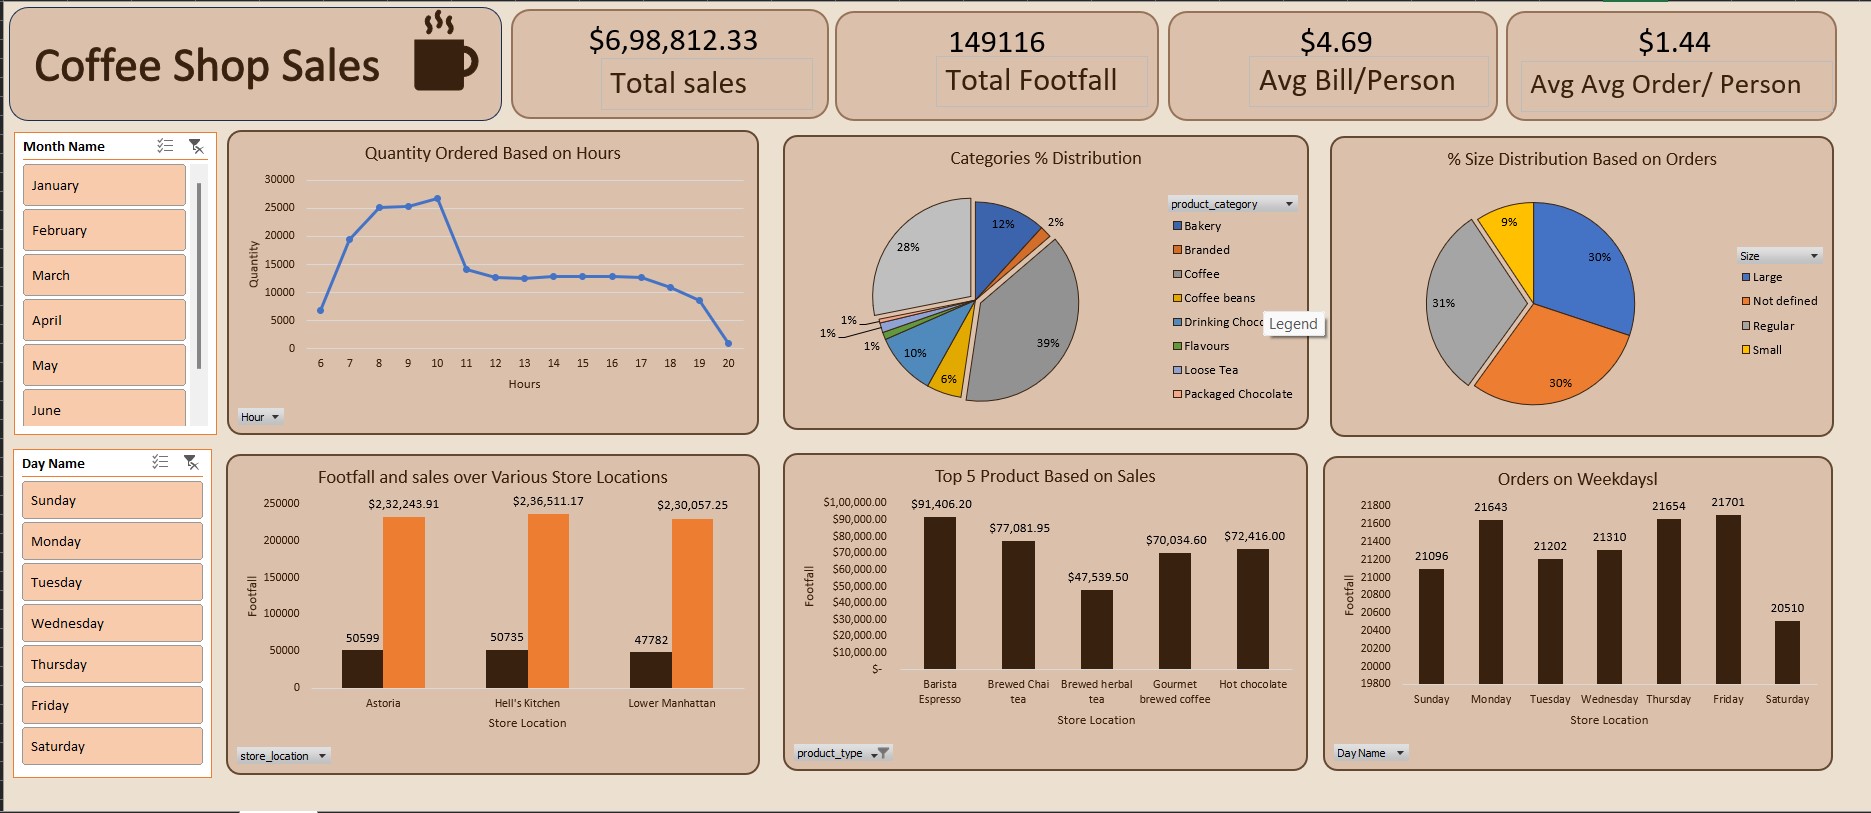 Coffee Shop Sales
$6,98,812.33
Total sales
149116
Total Footfall
$4.69
Avg Bill/Person
$1.44
Avg Avg Order/ Person
Month Name
January
February
March
April
May
June
Quantity Ordered Based on Hours
30000
25000
20000
15000
10000
5000
0
Quantity
6 7 8 9 10 11 12 13 14 15 16 17 18 19 20
Hours
Hour
Categories % Distribution
12%
2%
39%
6%
10%
1%
1%
1%
28%
product_category
Bakery
Branded
Coffee
Coffee beans
Drinking Choc
Legend
Flavours
Loose Tea
Packaged Chocolate
% Size Distribution Based on Orders
9%
30%
31%
30%
Size
Large
Not defined
Regular
Small
Day Name
Sunday
Monday
Tuesday
Wednesday
Thursday
Friday
Saturday
Footfall and sales over Various Store Locations
250000
200000
150000
100000
50000
0
Footfall
$2,32,243.91
$2,36,511.17
$2,30,057.25
50599
50735
47782
Astoria
Hell's Kitchen
Lower Manhattan
Store Location
store_location
Top 5 Product Based on Sales
$1,00,000.00
$90,000.00
$80,000.00
$70,000.00
$60,000.00
$50,000.00
$40,000.00
$30,000.00
$20,000.00
$10,000.00
$-
Footfall
$91,406.20
$77,081.95
$47,539.50
$70,034.60
$72,416.00
Barista
Espresso
Brewed Chai
tea
Brewed herbal
tea
Gourmet
brewed coffee
Hot chocolate
Store Location
product_type
Orders on Weekdaysl
21800
21600
21400
21200
21000
20800
20600
20400
20200
20000
19800
Footfall
21096
21643
21202
21310
21654
21701
20510
Sunday
Monday
Tuesday
Wednesday
Thursday
Friday
Saturday
Store Location
Day Name